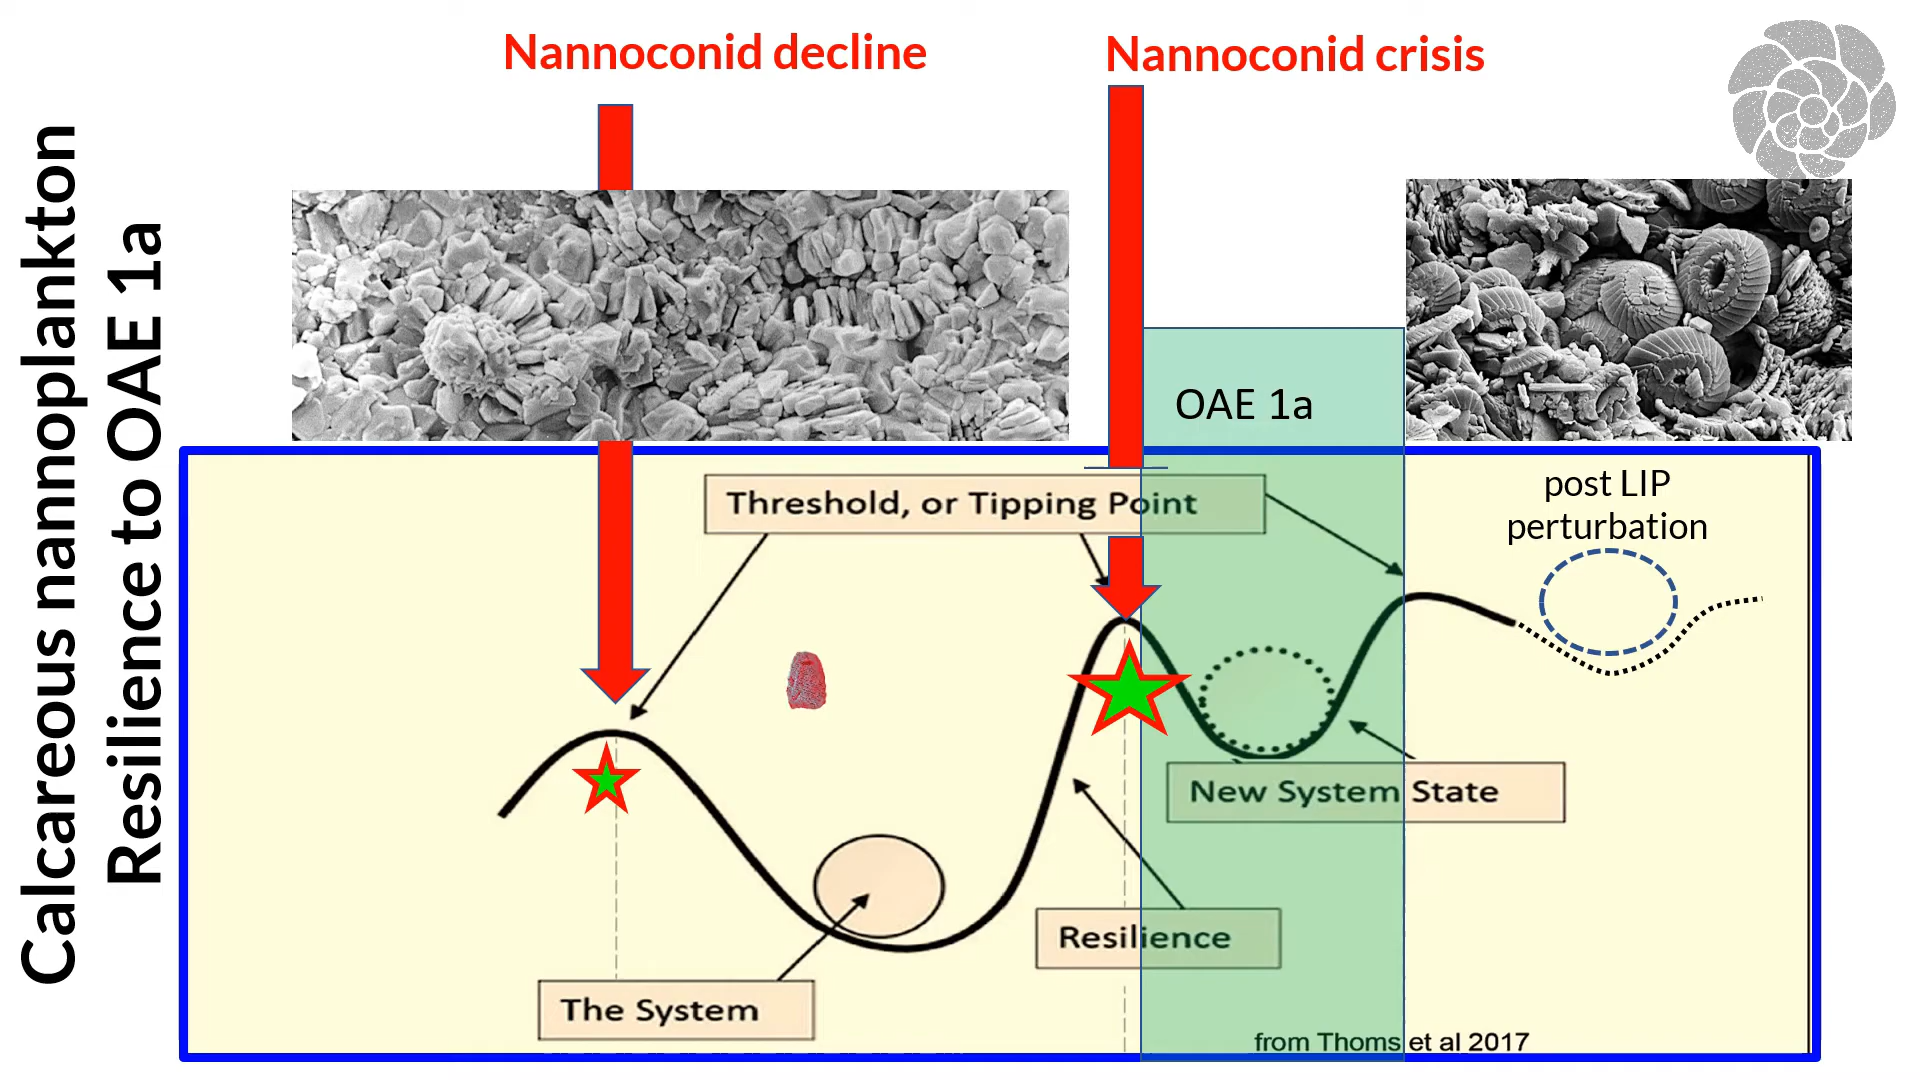 Calcareous nannoplankton
Resilience to OAE 1a
Nannoconid decline
Nannoconid crisis
OAE 1a
Threshold, or Tipping Point
post LIP
perturbation
New System State
Resilience
The System
from Thoms et al 2017